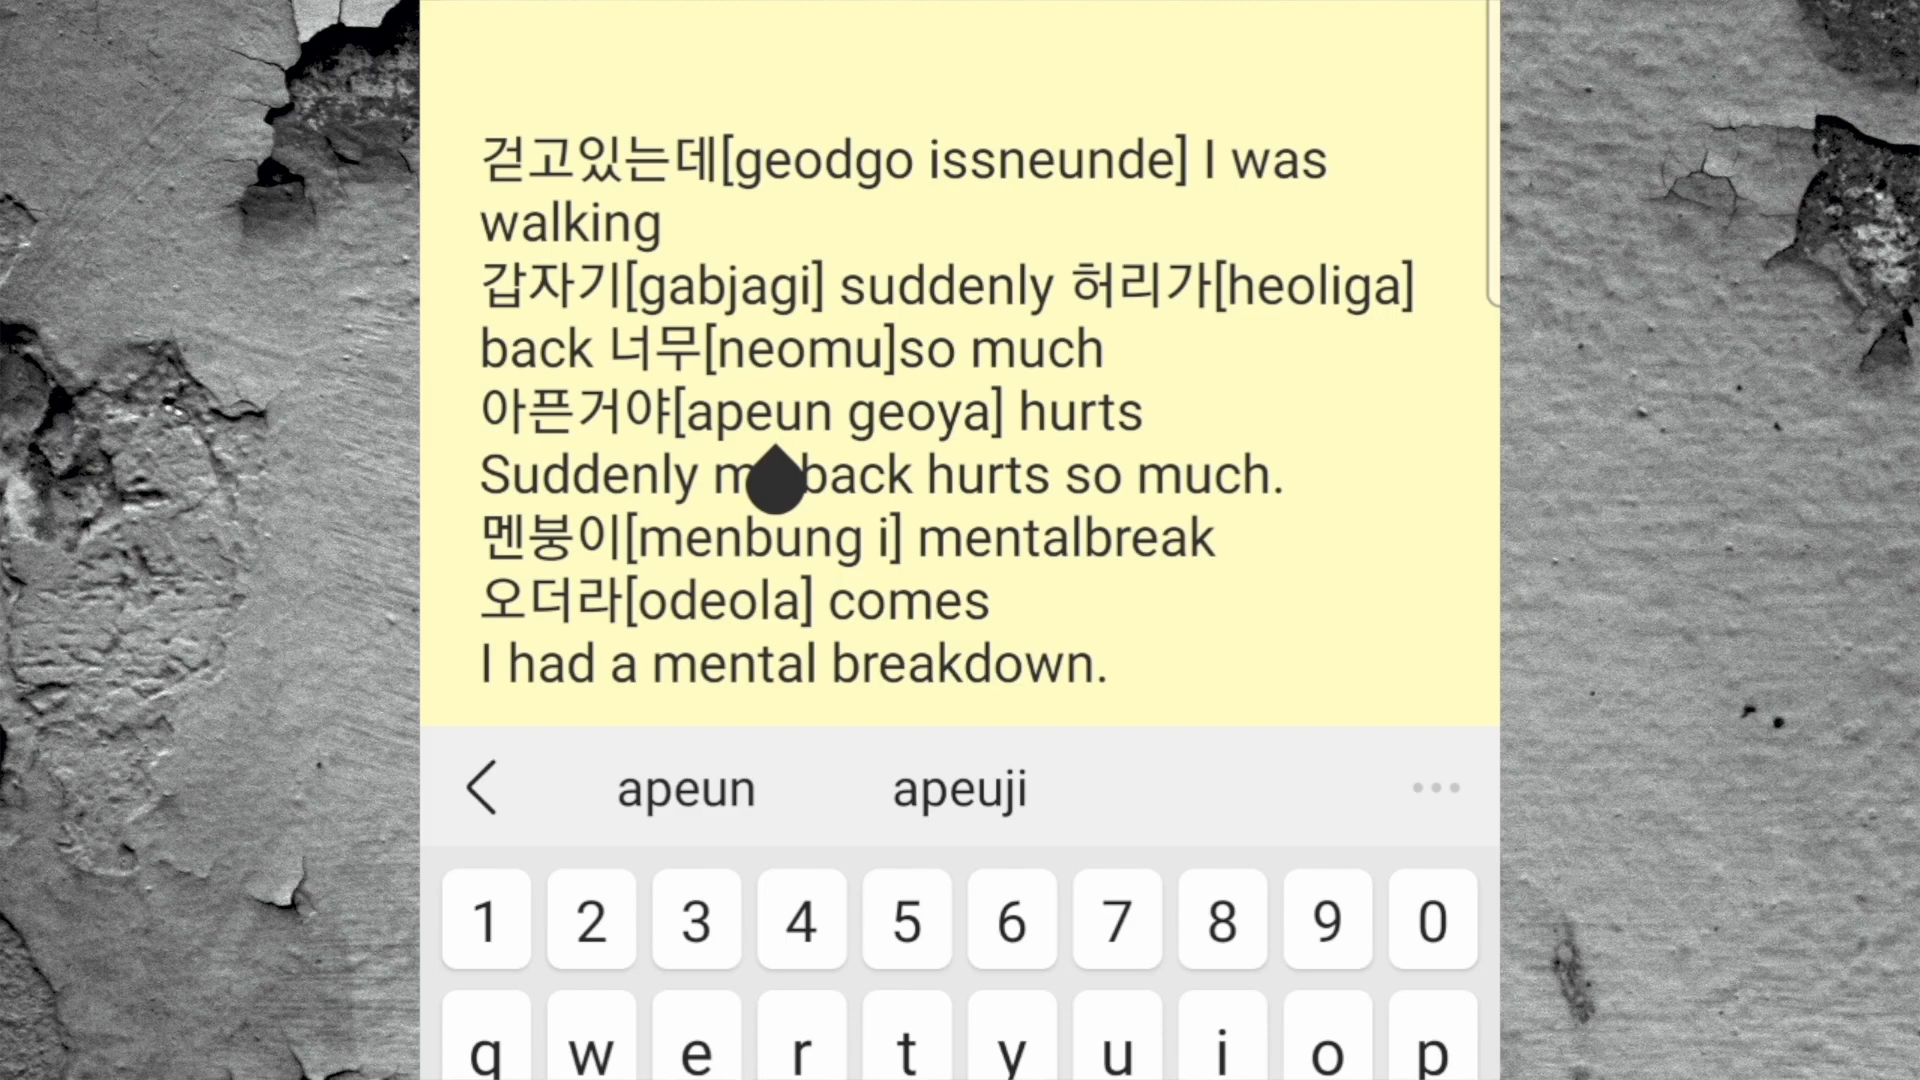 걷고있는데[geodgo issneunde] I was
walking
갑자기[gabjagi] suddenly 허리가[heoliga]
back 너무[neomu]so much
아픈거야[apeun geoya] hurts
Suddenly back hurts so much.
멘붕이[menbung i] mentalbreak
오더라[odeola] comes
I had a mental breakdown.
apeun apeuji
1 2 3 4 5 6 7 8 9 0
q w e r t y u i o p